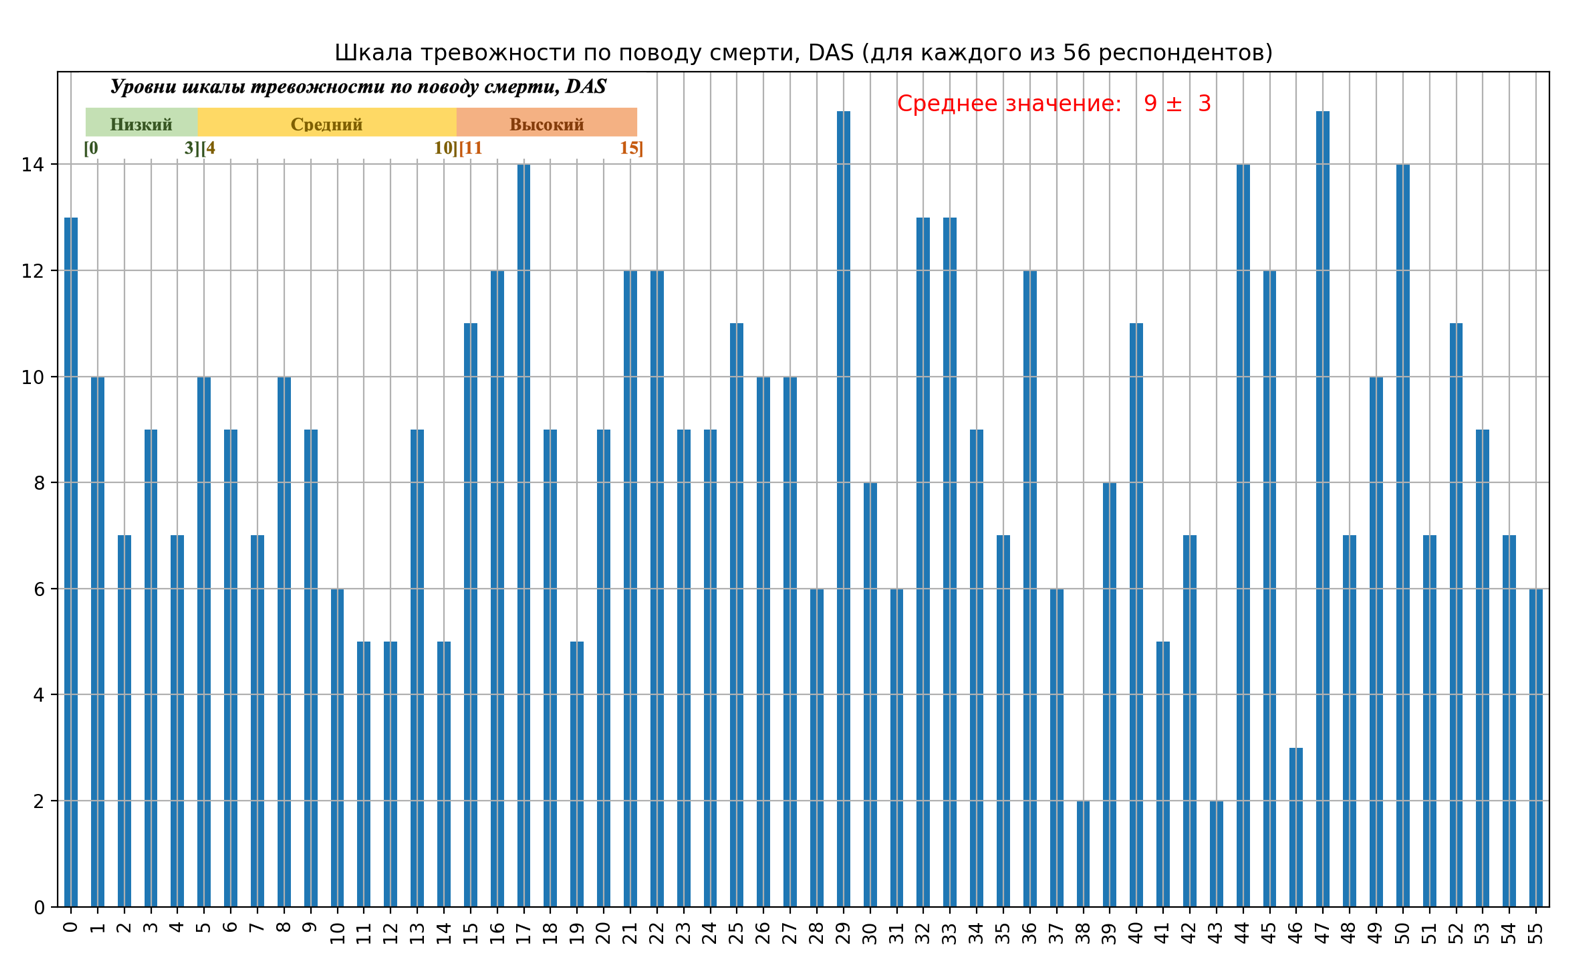 Шкала тревожности по поводу смерти, DAS (для каждого из 56 респондентов)
Уровни шкалы тревожности по поводу смерти, DAS
Низкий Средний Высокий
[0 3][4 10][11 15]
Среднее значение: 9 ± 3
14
12
10
8
6
4
2
0
0 1 2 3 4 5 6 7 8 9 10 11 12 13 14 15 16 17 18 19 20 21 22 23 24 25 26 27 28 29 30 31 32 33 34 35 36 37 38 39 40 41 42 43 44 45 46 47 48 49 50 51 52 53 54 55